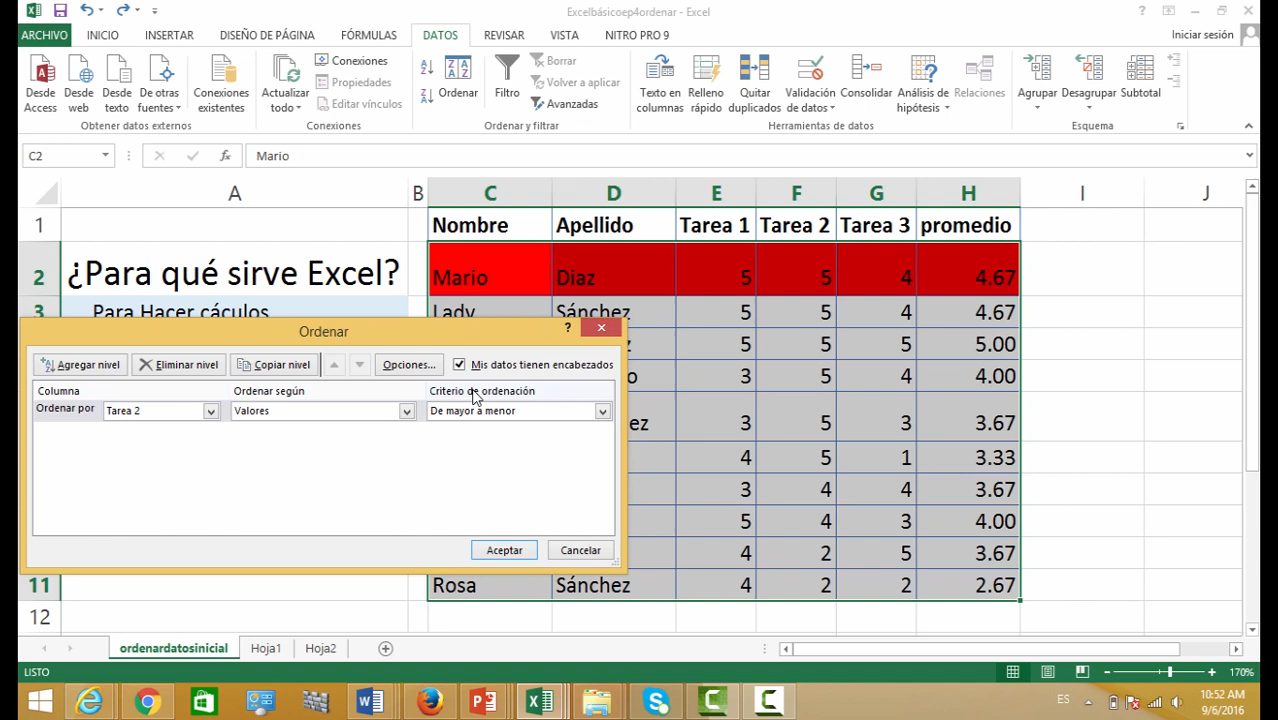 Excelbásicoep4ordenar - Excel
ARCHIVO INICIO INSERTAR DISEÑO DE PÁGINA FÓRMULAS DATOS REVISAR VISTA NITRO PRO 9 Iniciar sesión
Desde Access
Desde web
Desde texto
De otras fuentes
Conexiones existentes
Obtener datos externos
Actualizar todo
Conexiones
Propiedades
Editar vínculos
Conexiones
Ordenar
Filtro
Borrar
Volver a aplicar
Avanzadas
Ordenar y filtrar
Texto en columnas
Relleno rápido
Quitar duplicados
Validación de datos
Consolidar
Análisis de hipótesis
Relaciones
Herramientas de datos
Agrupar
Desagrupar
Subtotal
Esquema
C2 fx Mario
A B C D E F G H I J
1 Nombre Apellido Tarea 1 Tarea 2 Tarea 3 promedio
2 ¿Para qué sirve Excel? Mario Diaz 5 5 4 4.67
3 Para Hacer cáculos Lady Sánchez 5 5 4 4.67
z 5 5 5 5.00
o 3 5 4 4.00
ez 3 5 3 3.67
4 5 1 3.33
3 4 4 3.67
5 4 3 4.00
4 2 5 3.67
11 Rosa Sánchez 4 2 2 2.67
12
Ordenar ?
Agregar nivel Eliminar nivel Copiar nivel Opciones... Mis datos tienen encabezados
Columna Ordenar según Criterio de ordenación
Ordenar por Tarea 2 Valores De mayor a menor
Aceptar Cancelar
ordenardatosinicial Hoja1 Hoja2
LISTO 170%
ES 10:52 AM
9/6/2016